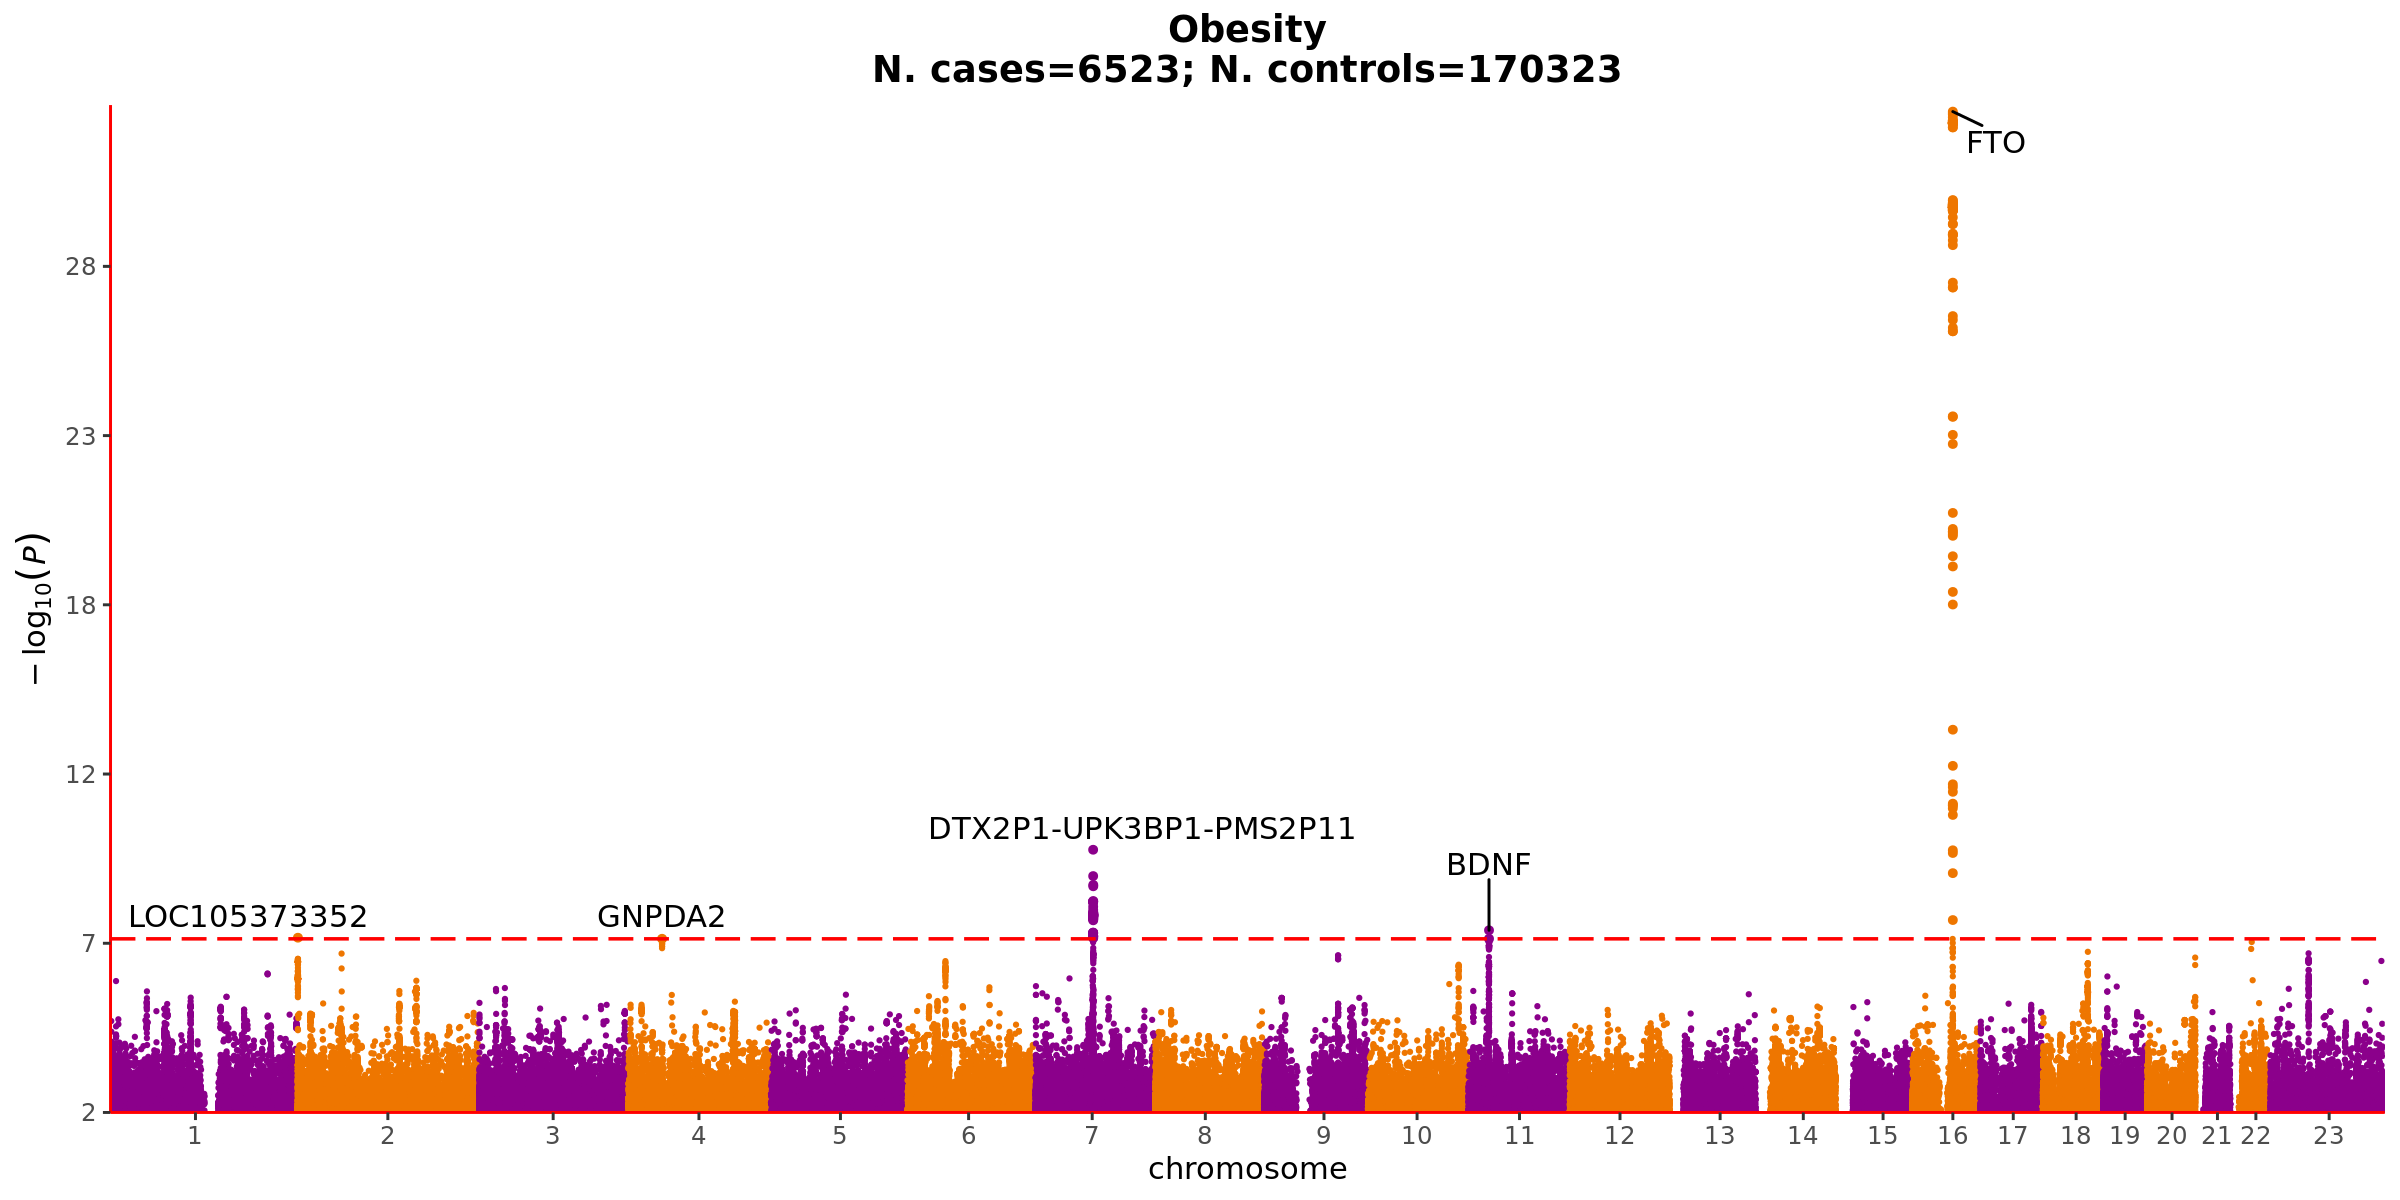 Obesity
N. cases=6523; N. controls=170323
FTO
28
23
18
12
DTX2P1-UPK3BP1-PMS2P11
BDNF
LOC105373352 GNPDA2
7
2
− log10(P)
1 2 3 4 5 6 7 8 9 10 11 12 13 14 15 16 17 18 19 20 21 22 23
chromosome